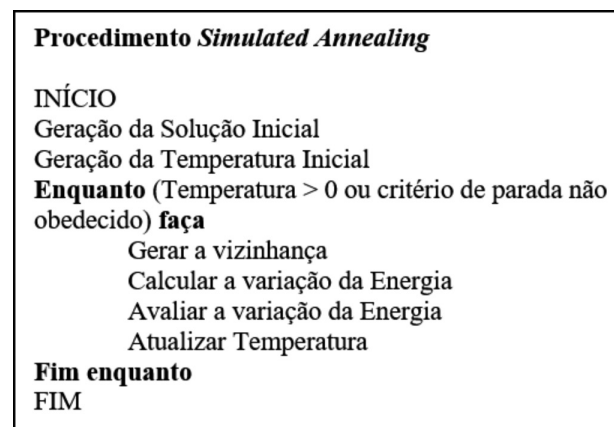 Procedimento Simulated Annealing
INÍCIO
Geração da Solução Inicial
Geração da Temperatura Inicial
Enquanto (Temperatura > 0 ou critério de parada não
obedecido) faça
Gerar a vizinhança
Calcular a variação da Energia
Avaliar a variação da Energia
Atualizar Temperatura
Fim enquanto
FIM